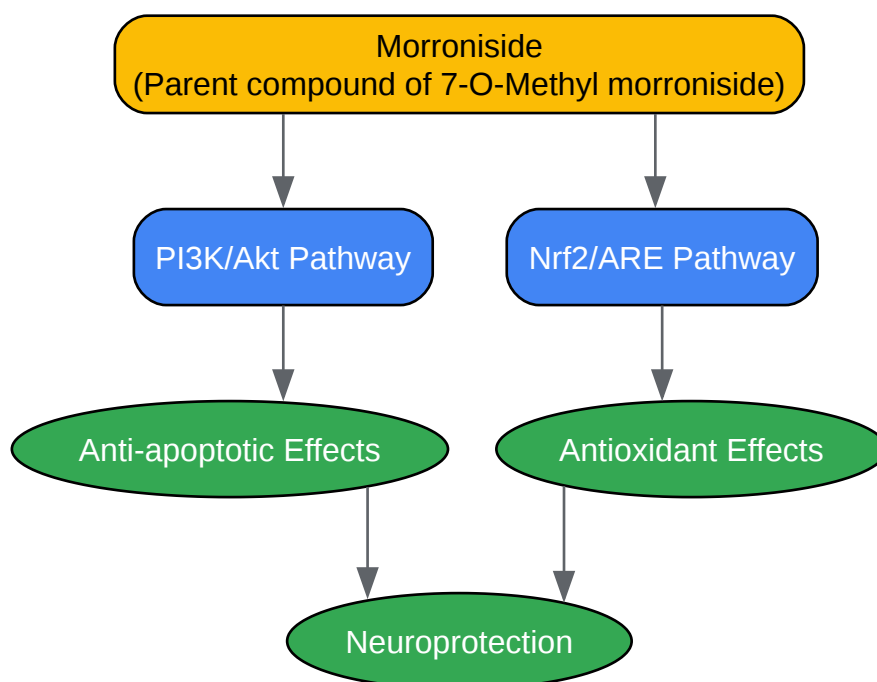 Morroniside
(Parent compound of 7-O-Methyl morroniside)
PI3K/Akt Pathway
Nrf2/ARE Pathway
Anti-apoptotic Effects
Antioxidant Effects
Neuroprotection